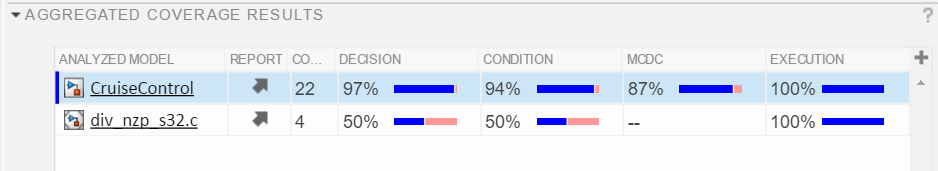 AGGREGATED COVERAGE RESULTS ?
ANALYZED MODEL REPORT CO... DECISION CONDITION MCDC EXECUTION +
CruiseControl 22 97% 94% 87% 100%
div_nzp_s32.c 4 50% 50% -- 100%